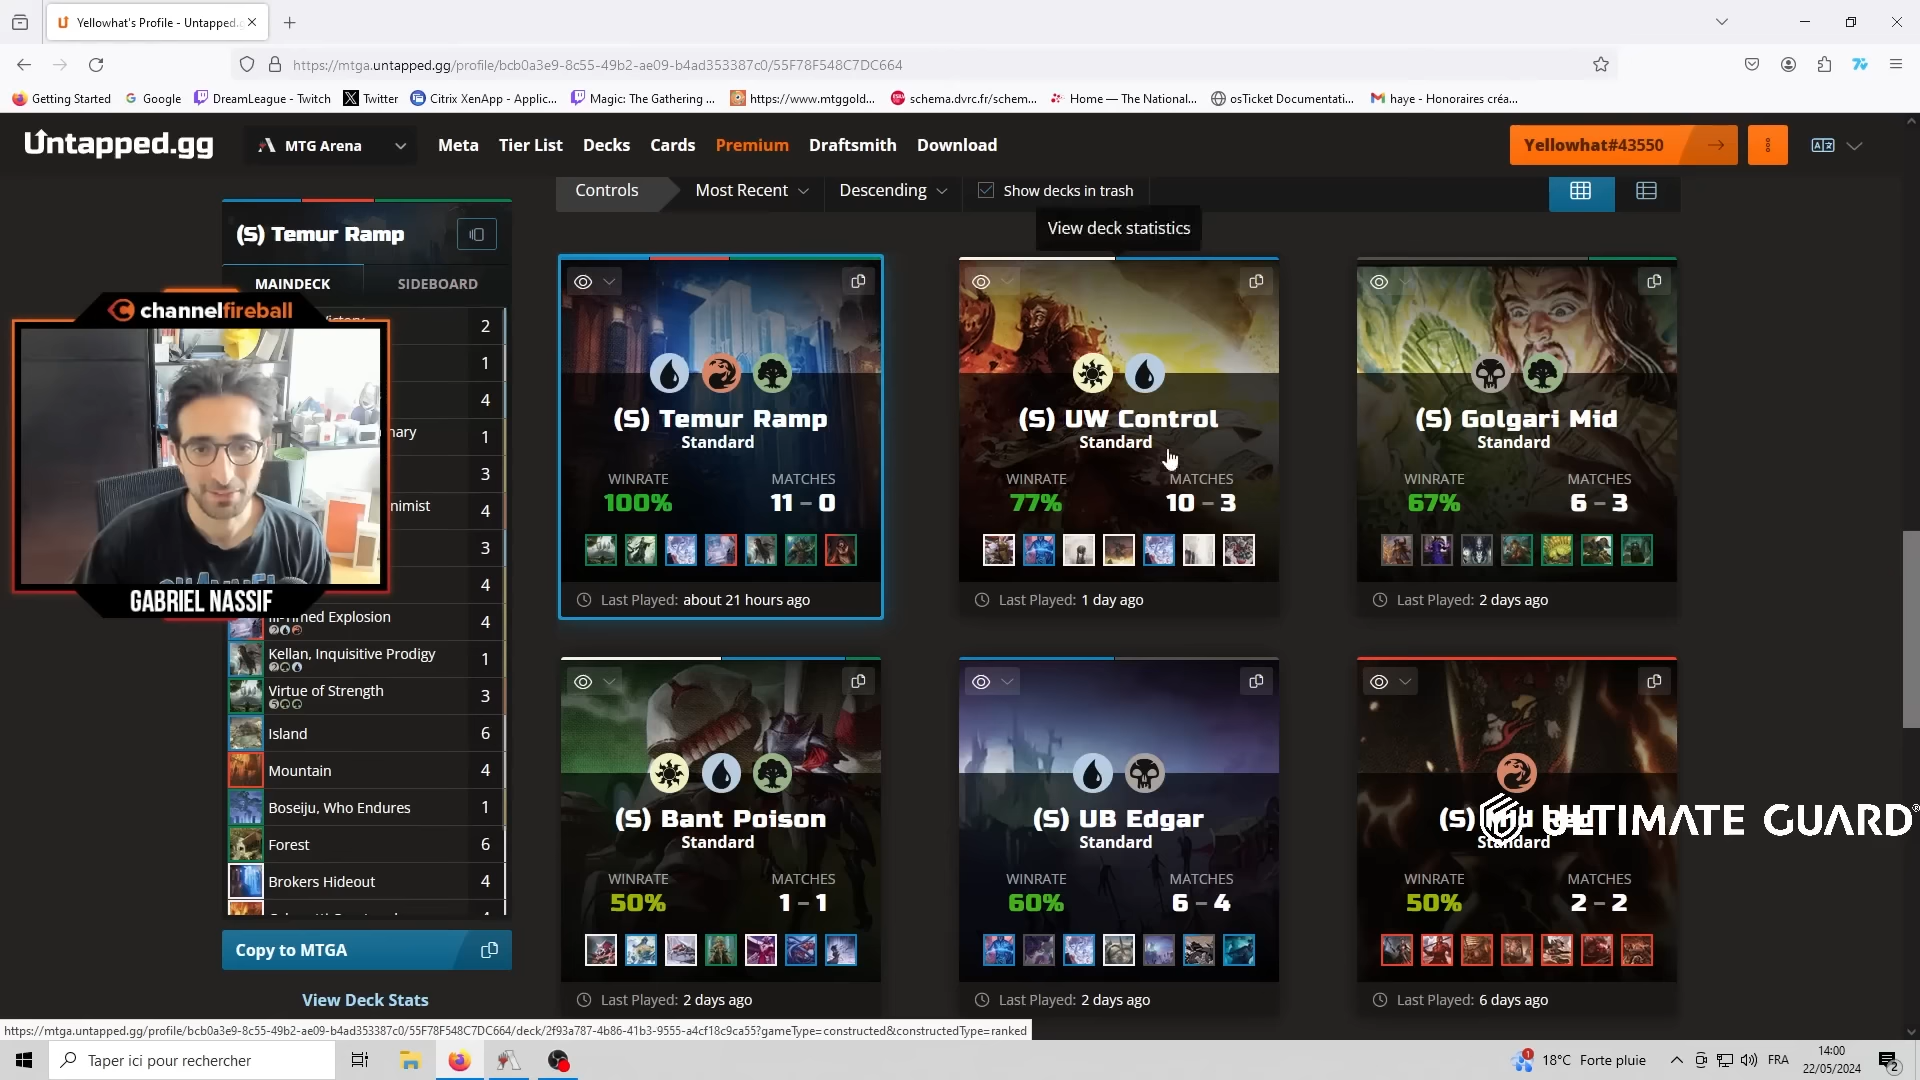 Yellowhat's Profile - Untapped.g
https://mtga.untapped.gg/profile/bcb0a3e9-8c55-49b2-ae09-b4ad353387c0/55F78F548C7DC664
Getting Started
Google
DreamLeague - Twitch
Twitter
Citrix XenApp - Applic...
Magic: The Gathering ...
https://www.mtggold...
schema.dvrc.fr/schem...
Home — The National...
osTicket Documentati...
haye - Honoraires créa...
Untapped.gg
MTG Arena
Meta
Tier List
Decks
Cards
Premium
Draftsmith
Download
Yellowhat#43550
Controls
Most Recent
Descending
Show decks in trash
View deck statistics
(S) Temur Ramp
MAINDECK
SIDEBOARD
2
1
4
1
3
nimist 4
3
4
Explosion 4
Kellan, Inquisitive Prodigy 1
Virtue of Strength 3
Island 6
Mountain 4
Boseiju, Who Endures 1
Forest 6
Brokers Hideout 4
Copy to MTGA
View Deck Stats
channelfireball
GABRIEL NASSIF
(S) Temur Ramp
Standard
WINRATE MATCHES
100% 11 - 0
Last Played: about 21 hours ago
(S) UW Control
Standard
WINRATE MATCHES
77% 10 - 3
Last Played: 1 day ago
(S) Golgari Mid
Standard
WINRATE MATCHES
67% 6 - 3
Last Played: 2 days ago
(S) Bant Poison
Standard
WINRATE MATCHES
50% 1 - 1
Last Played: 2 days ago
(S) UB Edgar
Standard
WINRATE MATCHES
60% 6 - 4
Last Played: 2 days ago
(S)
Standard
WINRATE MATCHES
50% 2 - 2
Last Played: 6 days ago
ULTIMATE GUARD®
https://mtga.untapped.gg/profile/bcb0a3e9-8c55-49b2-ae09-b4ad353387c0/55F78F548C7DC664/deck/2f93a787-4b86-41b3-9555-a4cf18c9ca55?gameType=constructed&constructedType=ranked
Taper ici pour rechercher
18°C Forte pluie
FRA
14:00
22/05/2024
2